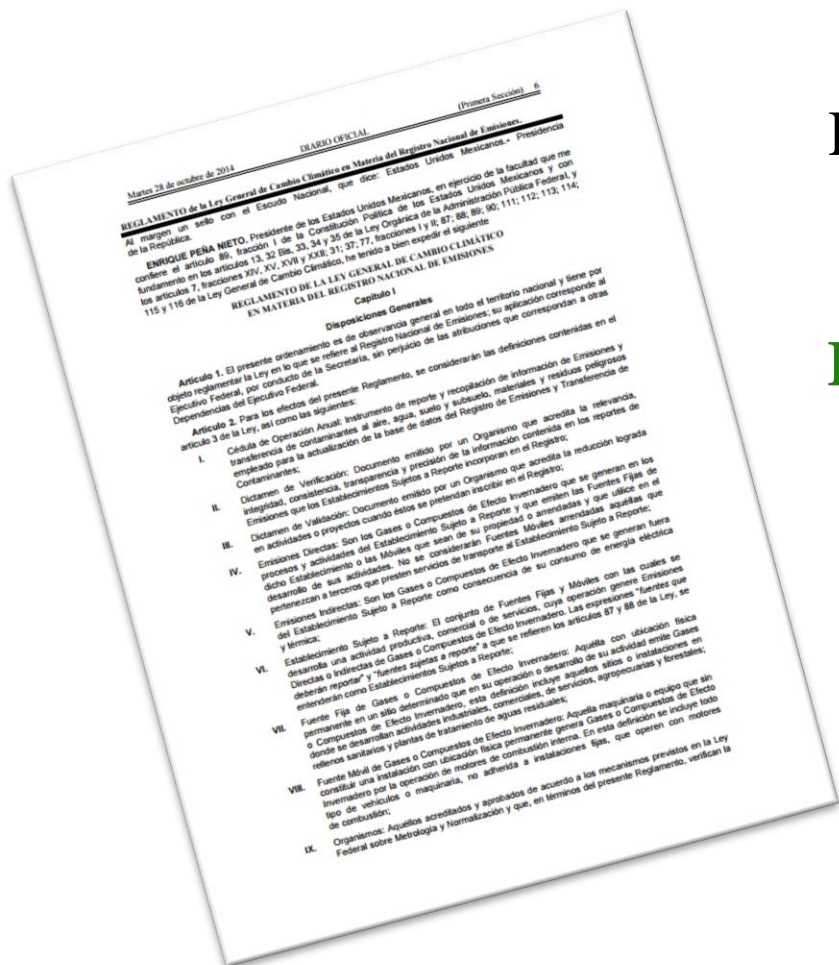 Martes 28 de octubre de 2014 DIARIO OFICIAL (Primera Sección) 6
REGLAMENTO de la Ley General de Cambio Climático en Materia del Registro Nacional de Emisiones.
Al margen un sello con el Escudo Nacional, que dice: Estados Unidos Mexicanos.- Presidencia
de la República.
ENRIQUE PEÑA NIETO, Presidente de los Estados Unidos Mexicanos, en ejercicio de la facultad que me
confiere el artículo 89, fracción I de la Constitución Política de los Estados Unidos Mexicanos y con
fundamento en los artículos 13, 32 Bis, 33, 34 y 35 de la Ley Orgánica de la Administración Pública Federal, y
los artículos 7, fracciones XIV, XV, XVII y XXII; 31; 37; 77, fracciones I y II; 87; 88; 89; 90; 111; 112; 113; 114;
115 y 116 de la Ley General de Cambio Climático, he tenido a bien expedir el siguiente
REGLAMENTO DE LA LEY GENERAL DE CAMBIO CLIMÁTICO
EN MATERIA DEL REGISTRO NACIONAL DE EMISIONES
Capítulo I
Disposiciones Generales
Artículo 1. El presente ordenamiento es de observancia general en todo el territorio nacional y tiene por
objeto reglamentar la Ley en lo que se refiere al Registro Nacional de Emisiones; su aplicación corresponde al
Ejecutivo Federal, por conducto de la Secretaría, sin perjuicio de las atribuciones que correspondan a otras
Dependencias del Ejecutivo Federal.
Artículo 2. Para los efectos del presente Reglamento, se considerarán las definiciones contenidas en el
artículo 3 de la Ley, así como las siguientes:
I. Cédula de Operación Anual: Instrumento de reporte y recopilación de información de Emisiones y
transferencia de contaminantes al aire, agua, suelo y subsuelo, materiales y residuos peligrosos
empleado para la actualización de la base de datos del Registro de Emisiones y Transferencia de
Contaminantes;
II. Dictamen de Verificación: Documento emitido por un Organismo que acredita la relevancia,
integridad, consistencia, transparencia y precisión de la información contenida en los reportes de
Emisiones que los Establecimientos Sujetos a Reporte incorporan en el Registro;
III. Dictamen de Validación: Documento emitido por un Organismo que acredita la reducción lograda
en actividades o proyectos cuando éstos se pretendan inscribir en el Registro;
IV. Emisiones Directas: Son los Gases o Compuestos de Efecto Invernadero que se generan en los
procesos y actividades del Establecimiento Sujeto a Reporte y que emiten las Fuentes Fijas de
dicho Establecimiento o las Móviles que sean de su propiedad o arrendadas y que utilice en el
desarrollo de sus actividades. No se considerarán Fuentes Móviles arrendadas aquéllas que
pertenezcan a terceros que presten servicios de transporte al Establecimiento Sujeto a Reporte;
V. Emisiones Indirectas: Son los Gases o Compuestos de Efecto Invernadero que se generan fuera
del Establecimiento Sujeto a Reporte como consecuencia de su consumo de energía eléctrica
y térmica;
VI. Establecimiento Sujeto a Reporte: El conjunto de Fuentes Fijas y Móviles con las cuales se
desarrolla una actividad productiva, comercial o de servicios, cuya operación genere Emisiones
Directas o Indirectas de Gases o Compuestos de Efecto Invernadero. Las expresiones "fuentes que
deberán reportar" y "fuentes sujetas a reporte" a que se refieren los artículos 87 y 88 de la Ley, se
entenderán como Establecimientos Sujetos a Reporte;
VII. Fuente Fija de Gases o Compuestos de Efecto Invernadero: Aquélla con ubicación física
permanente en un sitio determinado que en su operación o desarrollo de su actividad emite Gases
o Compuestos de Efecto Invernadero, esta definición incluye aquellos sitios o instalaciones en
donde se desarrollan actividades industriales, comerciales, de servicios, agropecuarias y forestales;
rellenos sanitarios y plantas de tratamiento de aguas residuales;
VIII. Fuente Móvil de Gases o Compuestos de Efecto Invernadero: Aquella maquinaria o equipo que sin
constituir una instalación con ubicación física permanente genera Gases o Compuestos de Efecto
Invernadero por la operación de motores de combustión interna. En esta definición se incluye todo
tipo de vehículos o maquinaria, no adherida a instalaciones fijas, que operen con motores
de combustión;
IX. Organismos: Aquéllos acreditados y aprobados de acuerdo a los mecanismos previstos en la Ley
Federal sobre Metrología y Normalización y que, en términos del presente Reglamento, verifican la